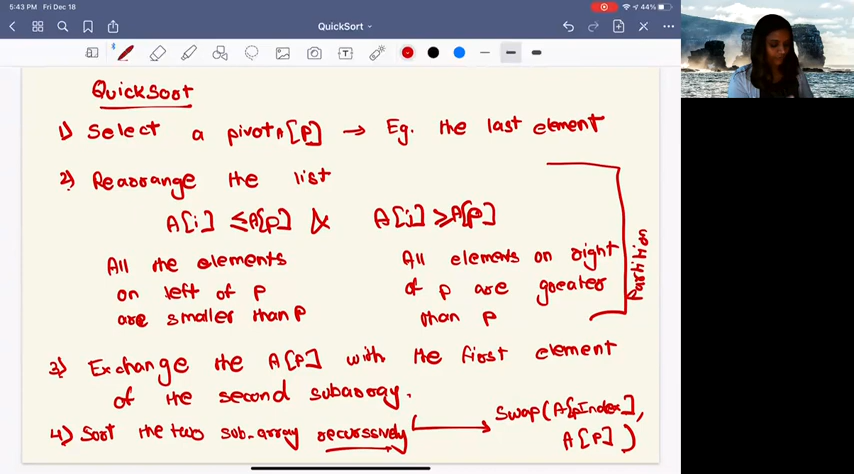 5:43 PM Fri Dec 18
44%
QuickSort
QuickSort
1) Select a pivot A[P] → Eg. the last element
2) Rearrange the list
A[i] ≤ A[p] & A[j] ≥ A[p]
All the elements
on left of p
are smaller than p
All elements on right
of p are greater
than p
Partition
3) Exchange the A[P] with the first element
of the second subarray.
4) Sort the two sub-array recurssively
Swap(A[pIndex],
A[P])